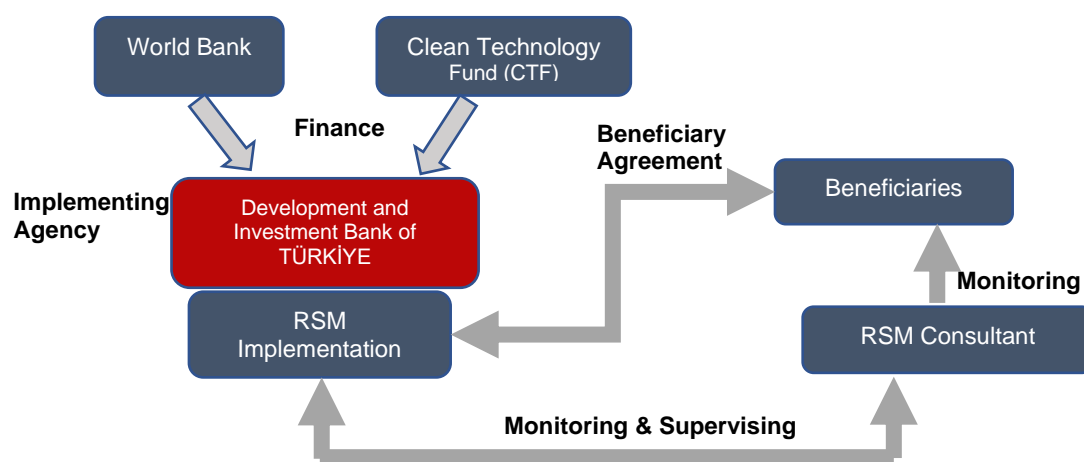 World Bank
Clean Technology
Fund (CTF)
Finance
Beneficiary
Agreement
Implementing
Agency
Development and
Investment Bank of
TÜRKİYE
Beneficiaries
Monitoring
RSM
Implementation
RSM Consultant
Monitoring & Supervising